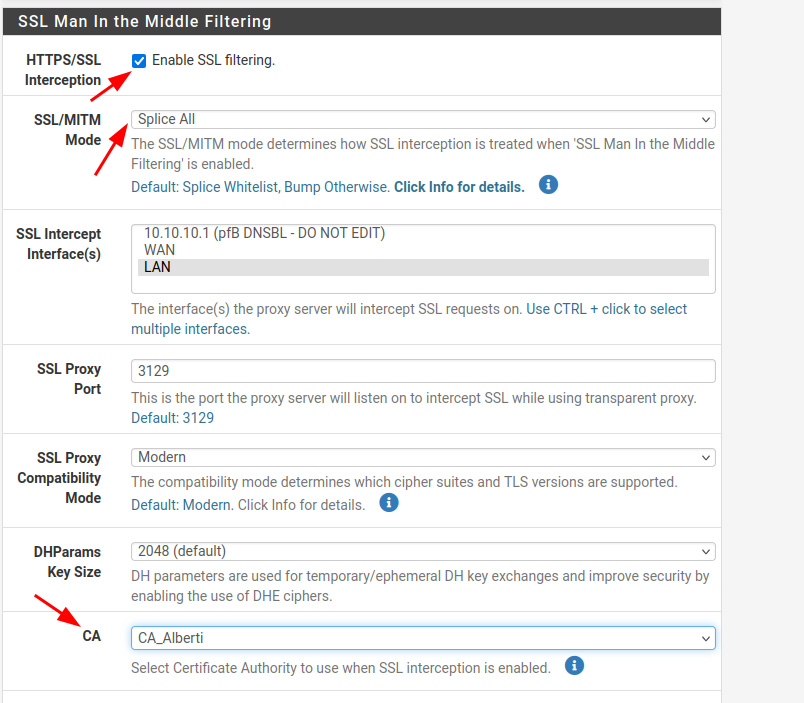 SSL Man In the Middle Filtering
HTTPS/SSL
Interception
Enable SSL filtering.
SSL/MITM
Mode
Splice All
The SSL/MITM mode determines how SSL interception is treated when 'SSL Man In the Middle
Filtering' is enabled.
Default: Splice Whitelist, Bump Otherwise. Click Info for details.
SSL Intercept
Interface(s)
10.10.10.1 (pfB DNSBL - DO NOT EDIT)
WAN
LAN
The interface(s) the proxy server will intercept SSL requests on. Use CTRL + click to select
multiple interfaces.
SSL Proxy
Port
3129
This is the port the proxy server will listen on to intercept SSL while using transparent proxy.
Default: 3129
SSL Proxy
Compatibility
Mode
Modern
The compatibility mode determines which cipher suites and TLS versions are supported.
Default: Modern. Click Info for details.
DHParams
Key Size
2048 (default)
DH parameters are used for temporary/ephemeral DH key exchanges and improve security by
enabling the use of DHE ciphers.
CA
CA_Alberti
Select Certificate Authority to use when SSL interception is enabled.